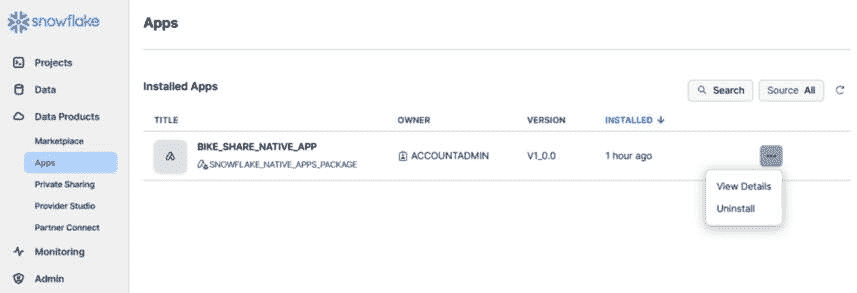 snowflake
Apps
Projects
Data
Data Products
Marketplace
Apps
Private Sharing
Provider Studio
Partner Connect
Monitoring
Admin
Installed Apps
Search
Source All
TITLE OWNER VERSION INSTALLED ↓
BIKE_SHARE_NATIVE_APP
SNOWFLAKE_NATIVE_APPS_PACKAGE
ACCOUNTADMIN V1_0.0 1 hour ago
View Details
Uninstall